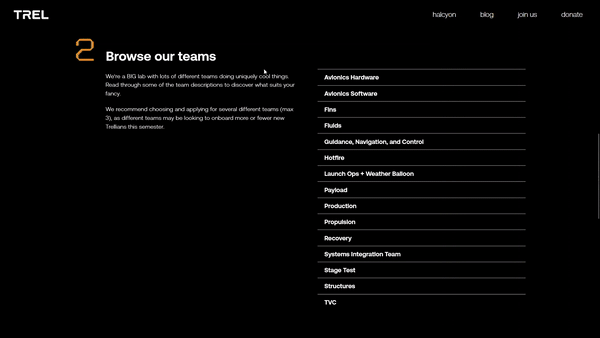 TREL
halcyon
blog
join us
donate
2
Browse our teams
We're a BIG lab with lots of different teams doing uniquely cool things.
Read through some of the team descriptions to discover what suits your
fancy.
We recommend choosing and applying for several different teams (max
3), as different teams may be looking to onboard more or fewer new
Trellians this semester.
Avionics Hardware
Avionics Software
Fins
Fluids
Guidance, Navigation, and Control
Hotfire
Launch Ops + Weather Balloon
Payload
Production
Propulsion
Recovery
Systems Integration Team
Stage Test
Structures
TVC